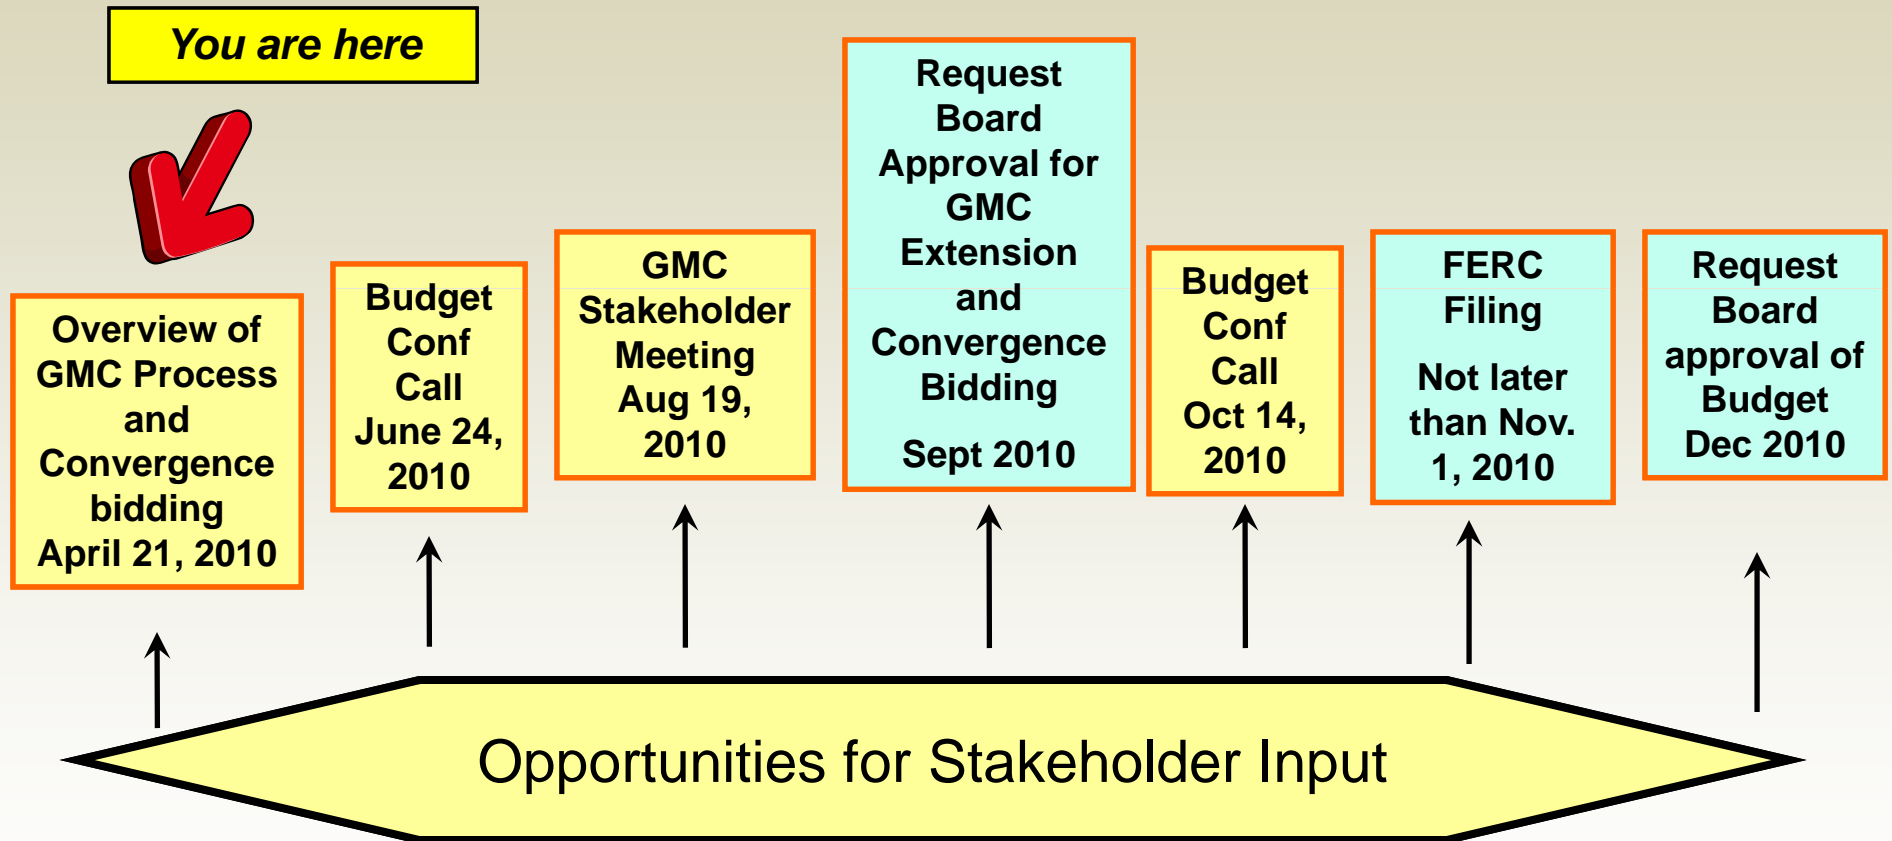 You are here
Overview of
GMC Process
and
Convergence
bidding
April 21, 2010
Budget
Conf
Call
June 24,
2010
GMC
Stakeholder
Meeting
Aug 19,
2010
Request
Board
Approval for
GMC
Extension
and
Convergence
Bidding
Sept 2010
Budget
Conf
Call
Oct 14,
2010
FERC
Filing
Not later
than Nov.
1, 2010
Request
Board
approval of
Budget
Dec 2010
Opportunities for Stakeholder Input